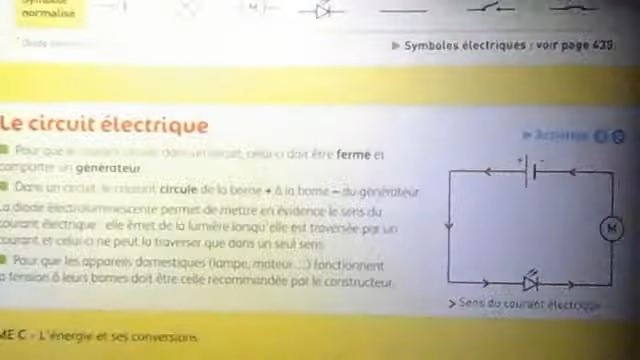 Symbole
normalisé
M
▶ Symboles électriques : voir page 439.
Le circuit électrique
▶ Activités
Pour que le courant circule dans un circuit, celui-ci doit être fermé et
comporter un générateur
Dans un circuit, le courant circule de la borne + à la borne – du générateur
La diode électroluminescente permet de mettre en évidence le sens du
courant électrique : elle émet de la lumière lorsqu'elle est traversée par un
courant et celui-ci ne peut la traverser que dans un seul sens
Pour que les appareils domestiques (lampe, moteur...) fonctionnent
la tension à leurs bornes doit être celle recommandée par le constructeur.
+ -
M
> Sens du courant électrique
ME C - L'énergie et ses conversions